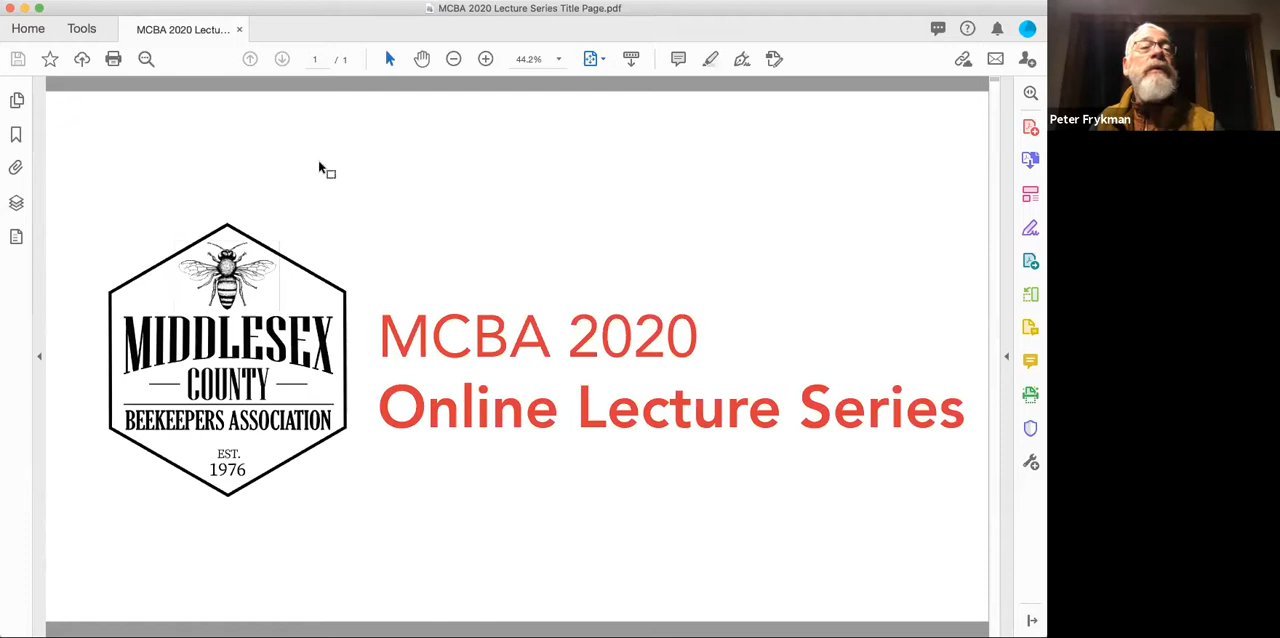 MCBA 2020 Lecture Series Title Page.pdf
Home
Tools
MCBA 2020 Lectu...
1 / 1
44.2%
Peter Frykman
MIDDLESEX
COUNTY
BEEKEEPERS ASSOCIATION
EST.
1976
MCBA 2020
Online Lecture Series